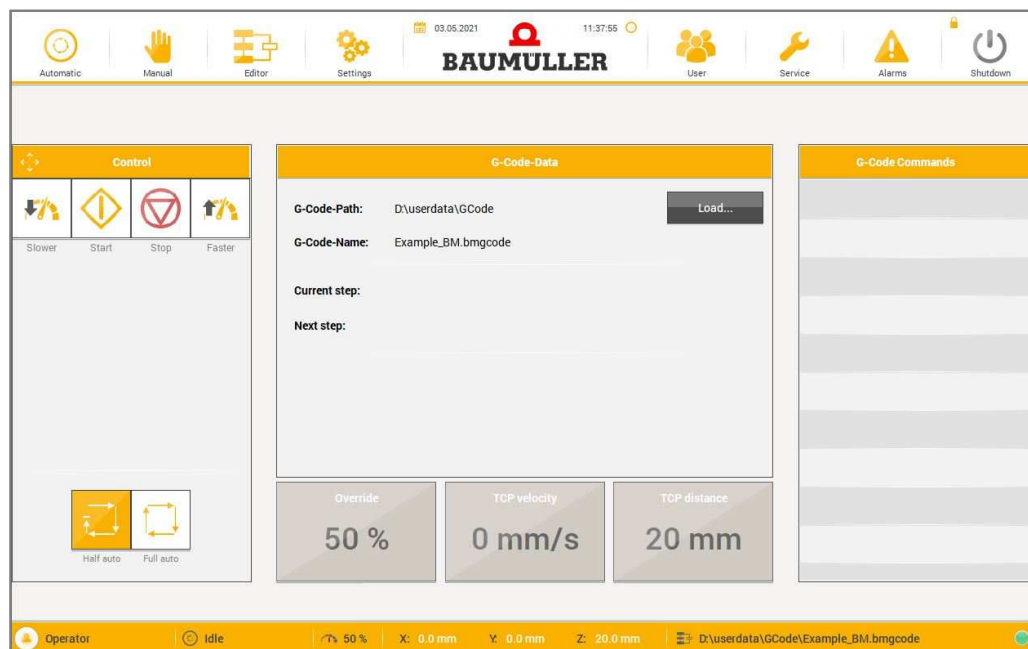 03.05.2021
11:37:55
BAUMULLER
Automatic
Manual
Editor
Settings
User
Service
Alarms
Shutdown
Control
Slower
Start
Stop
Faster
Half auto
Full auto
G-Code-Data
G-Code-Path: D:\userdata\GCode
Load...
G-Code-Name: Example_BM.bmgcode
Current step:
Next step:
Override
50 %
TCP velocity
0 mm/s
TCP distance
20 mm
G-Code Commands
Operator
Idle
50 %
X: 0.0 mm
Y: 0.0 mm
Z: 20.0 mm
D:\userdata\GCode\Example_BM.bmgcode